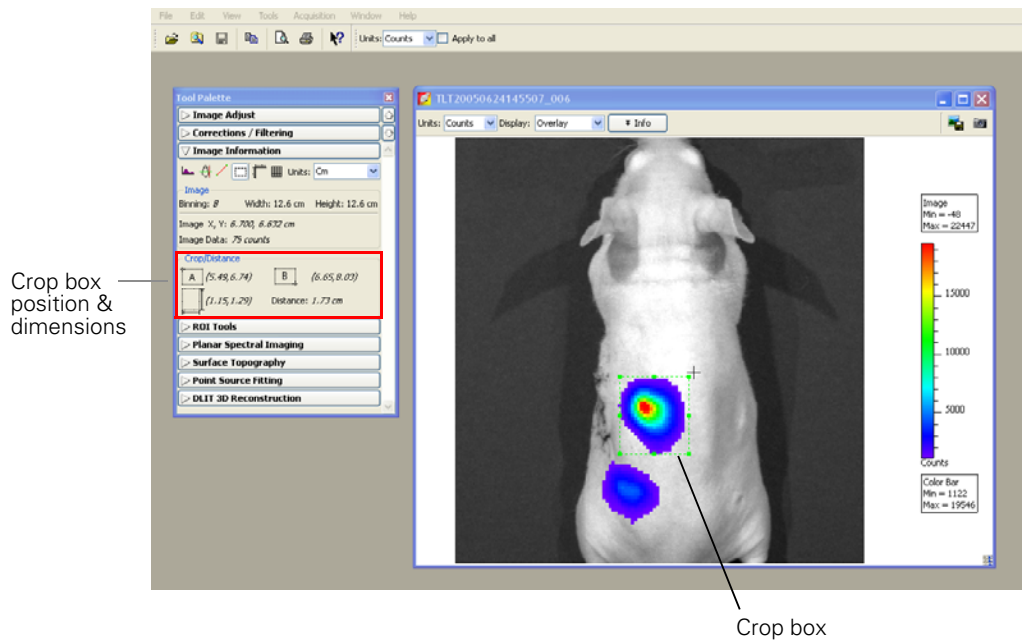 File Edit View Tools Acquisition Window Help
Units: Counts Apply to all
Tool Palette
Image Adjust
Corrections / Filtering
Image Information
Units: Cm
Image
Binning: 8 Width: 12.6 cm Height: 12.6 cm
Image X, Y: 6.700, 6.632 cm
Image Data: 75 counts
Crop/Distance
A (5.49,6.74) B (6.65,8.03)
(1.15,1.29) Distance: 1.73 cm
ROI Tools
Planar Spectral Imaging
Surface Topography
Point Source Fitting
DLIT 3D Reconstruction
Crop box
position &
dimensions
TLT20050624145507_006
Units: Counts Display: Overlay Info
Image
Min = -48
Max = 22447
15000
10000
5000
Counts
Color Bar
Min = 1122
Max = 19546
Crop box